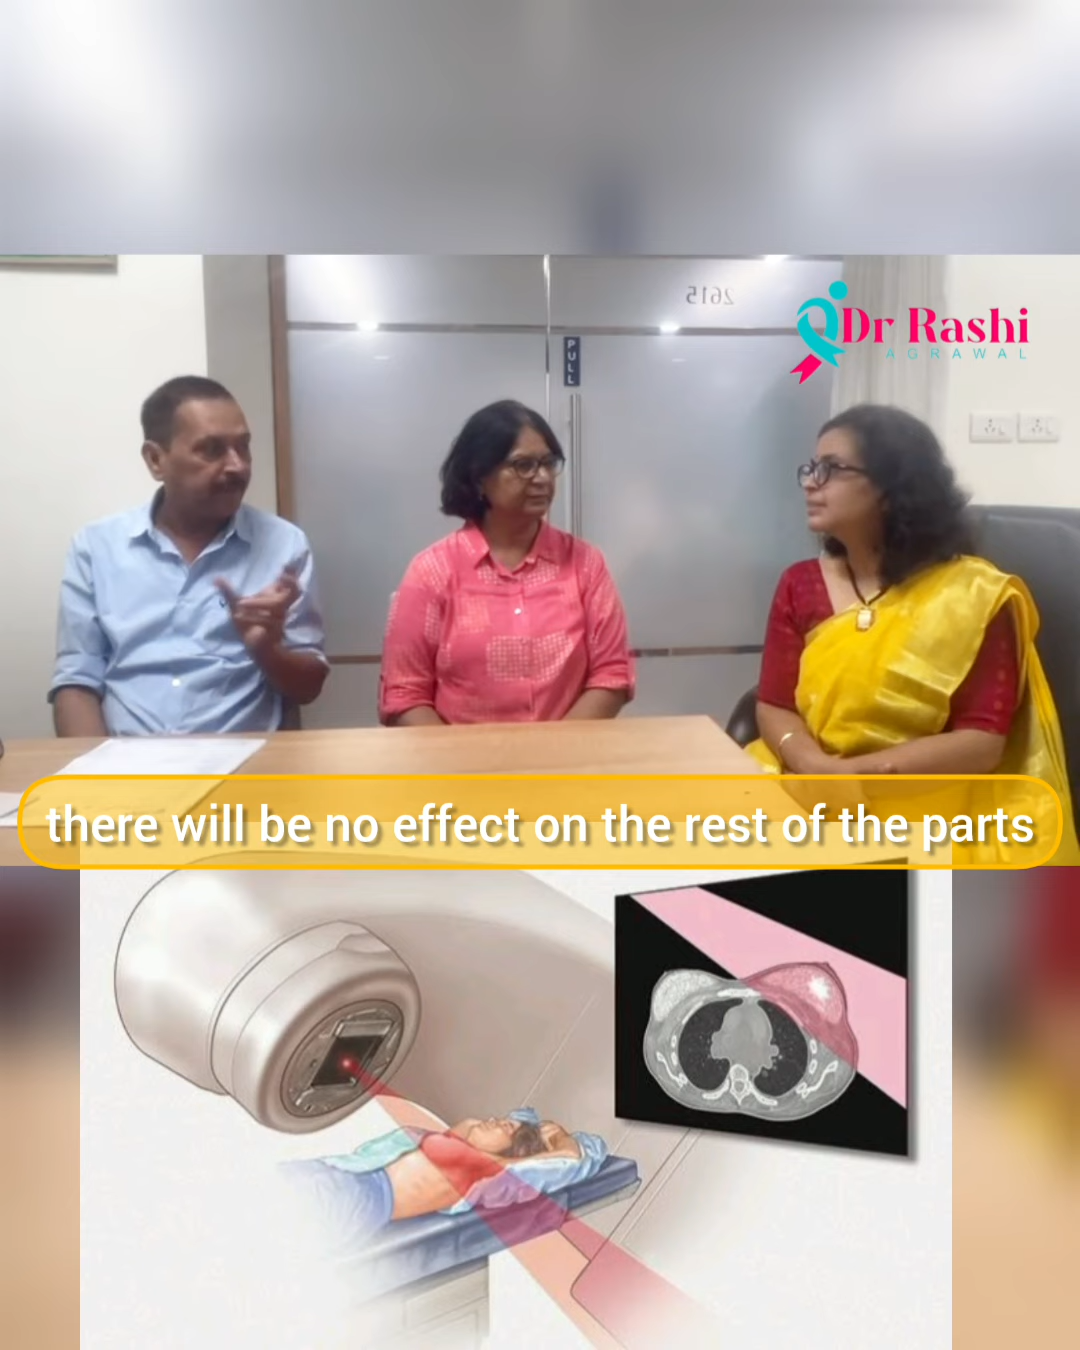 2615
PULL
Dr Rashi
AGRAWAL
there will be no effect on the rest of the parts